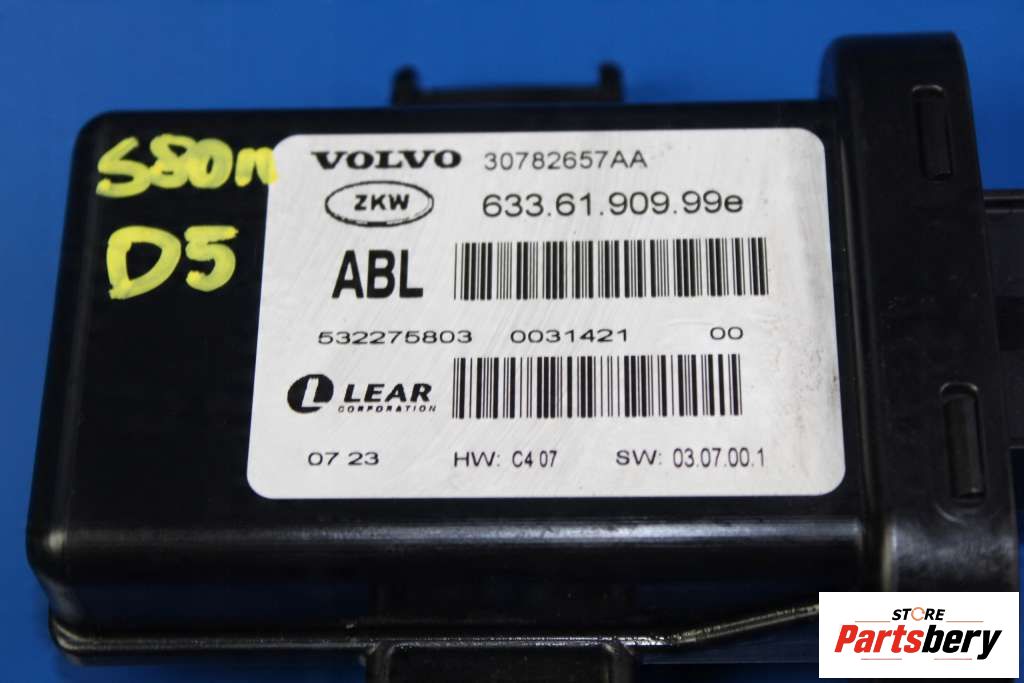 S80n
D5
VOLVO 30782657AA
ZKW 633.61.909.99e
ABL
532275803 0031421 00
L LEAR
CORPORATION
07 23 HW: C4 07 SW: 03.07.00.1
STORE
Partsbery